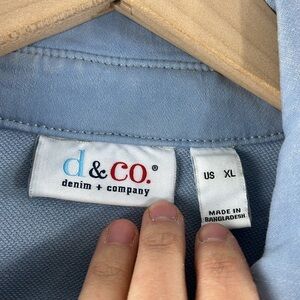 d & co.®
denim + company
US XL
MADE IN
BANGLADESH